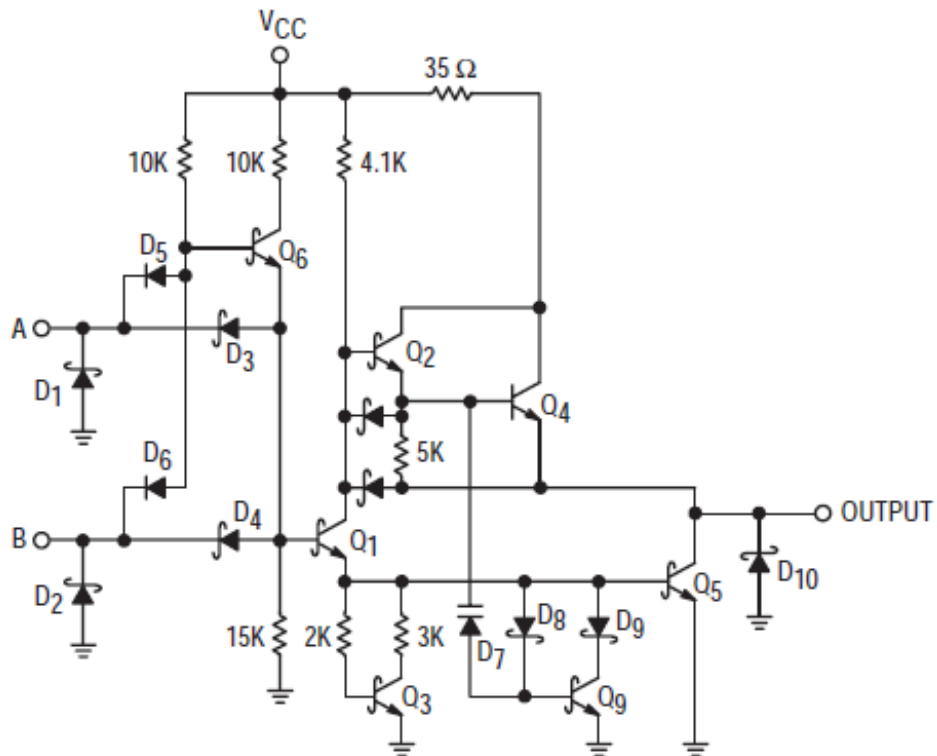 VCC
35 Ω
10K
10K
4.1K
D5
Q6
A
D3
Q2
D1
Q4
D6
5K
D4
B
Q1
OUTPUT
D2
Q5
D10
15K
2K
3K
D7
D8
D9
Q3
Q9